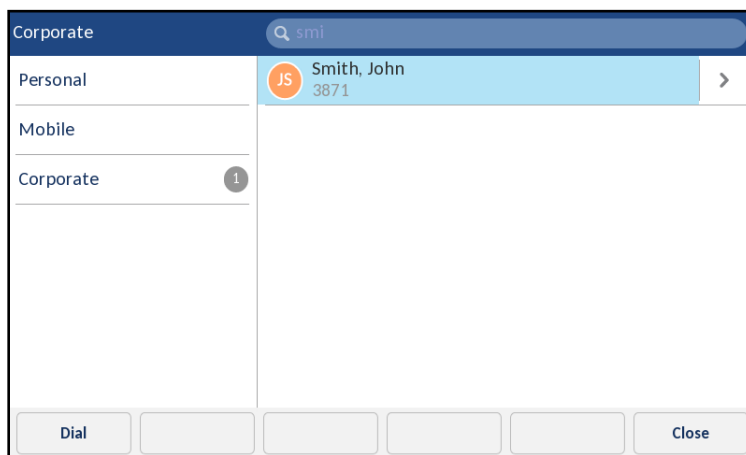 Corporate
smi
Personal
Mobile
Corporate 1
JS
Smith, John
3871
Dial
Close